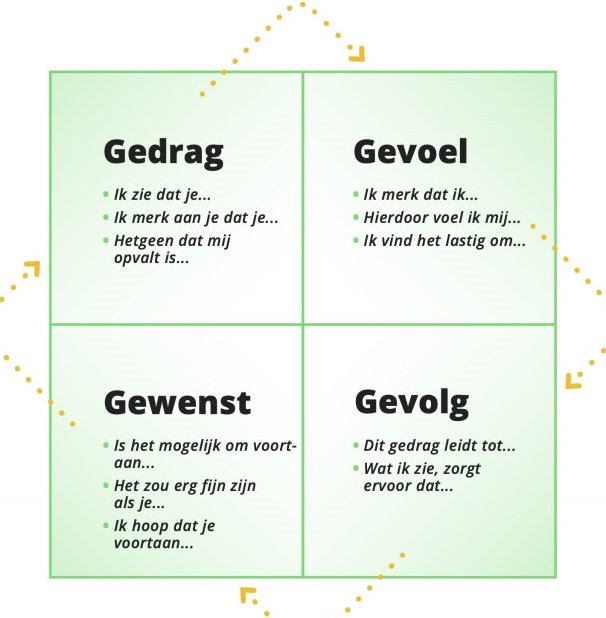 Gedrag
Ik zie dat je...
Ik merk aan je dat je...
Hetgeen dat mij
opvalt is...
Gevoel
Ik merk dat ik...
Hierdoor voel ik mij...
Ik vind het lastig om...
Gewenst
Is het mogelijk om voort-
aan...
Het zou erg fijn zijn
als je...
Ik hoop dat je
voortaan...
Gevolg
Dit gedrag leidt tot...
Wat ik zie, zorgt
ervoor dat...